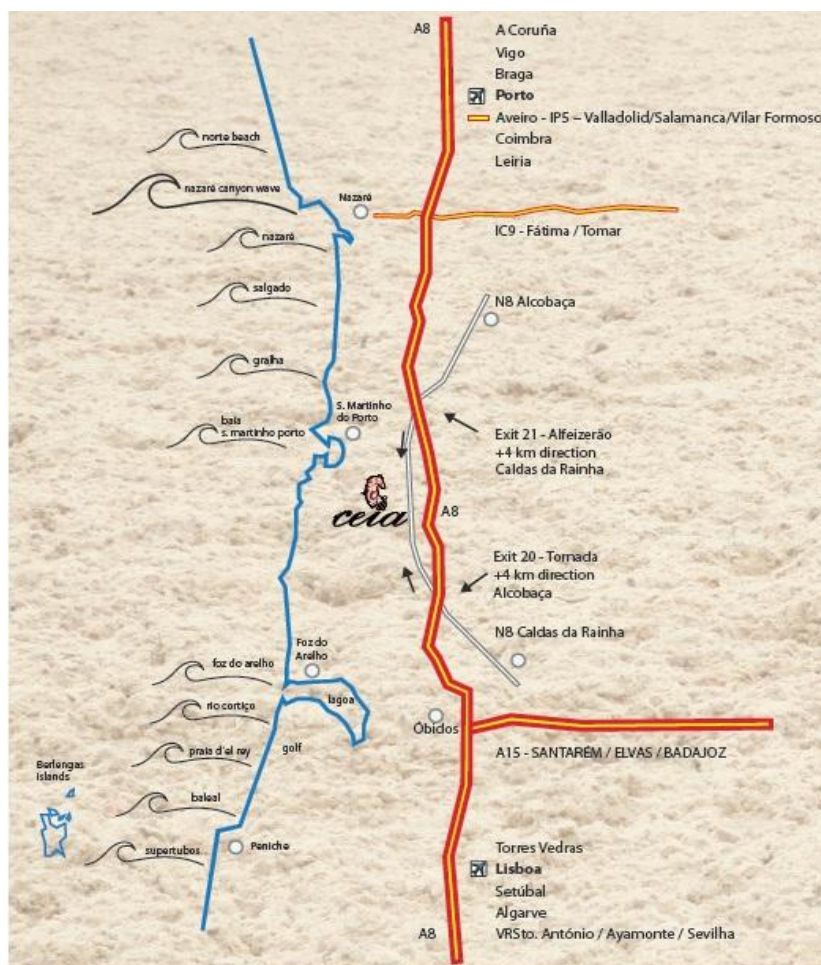 A8
A Coruña
Vigo
Braga
Porto
Aveiro - IP5 – Valladolid/Salamanca/Vilar Formoso
Coimbra
Leiria
norte beach
nazaré canyon wave
Nazaré
IC9 - Fátima / Tomar
nazaré
salgado
N8 Alcobaça
gralha
S. Martinho
do Porto
baia
s. martinho porto
Exit 21 - Alfeizerão
+4 km direction
Caldas da Rainha
ceia
A8
Exit 20 - Tornada
+4 km direction
Alcobaça
N8 Caldas da Rainha
Foz do
Arelho
foz do arelho
lagoa
rio cortiço
Óbidos
golf
praia d'el rey
A15 - SANTARÉM / ELVAS / BADAJOZ
Berlengas
Islands
baleal
Peniche
supertubos
Torres Vedras
Lisboa
Setúbal
Algarve
A8
VRSto. António / Ayamonte / Sevilha